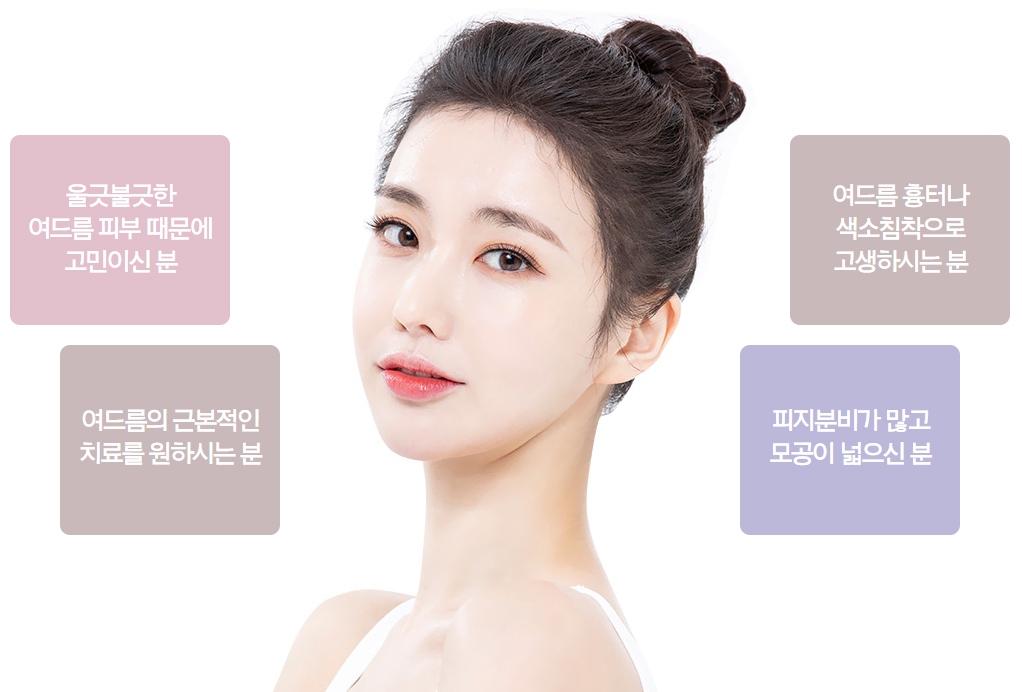 울긋불긋한
여드름 피부 때문에
고민이신 분
여드름 흉터나
색소침착으로
고생하시는 분
여드름의 근본적인
치료를 원하시는 분
피지분비가 많고
모공이 넓으신 분